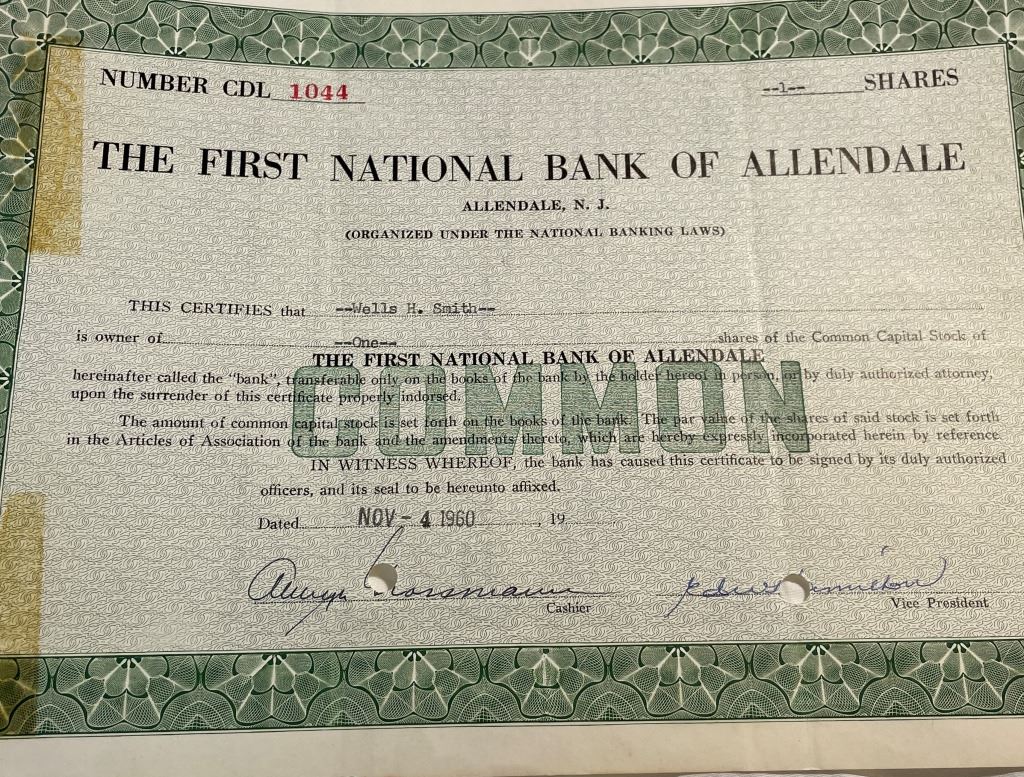 NUMBER CDL 1044 --1-- SHARES
THE FIRST NATIONAL BANK OF ALLENDALE
ALLENDALE, N. J.
(ORGANIZED UNDER THE NATIONAL BANKING LAWS)
THIS CERTIFIES that --Wells H. Smith--
is owner of --One-- shares of the Common Capital Stock of
THE FIRST NATIONAL BANK OF ALLENDALE
hereinafter called the "bank", transferable only on the books of the bank by the holder hereof in person, or by duly authorized attorney,
upon the surrender of this certificate properly indorsed.
COMMON
The amount of common capital stock is set forth on the books of the bank. The par value of the shares of said stock is set forth
in the Articles of Association of the bank and the amendments thereto, which are hereby expressly incorporated herein by reference.
IN WITNESS WHEREOF, the bank has caused this certificate to be signed by its duly authorized
officers, and its seal to be hereunto affixed.
Dated NOV - 4 1960, 19
Cashier
Vice President